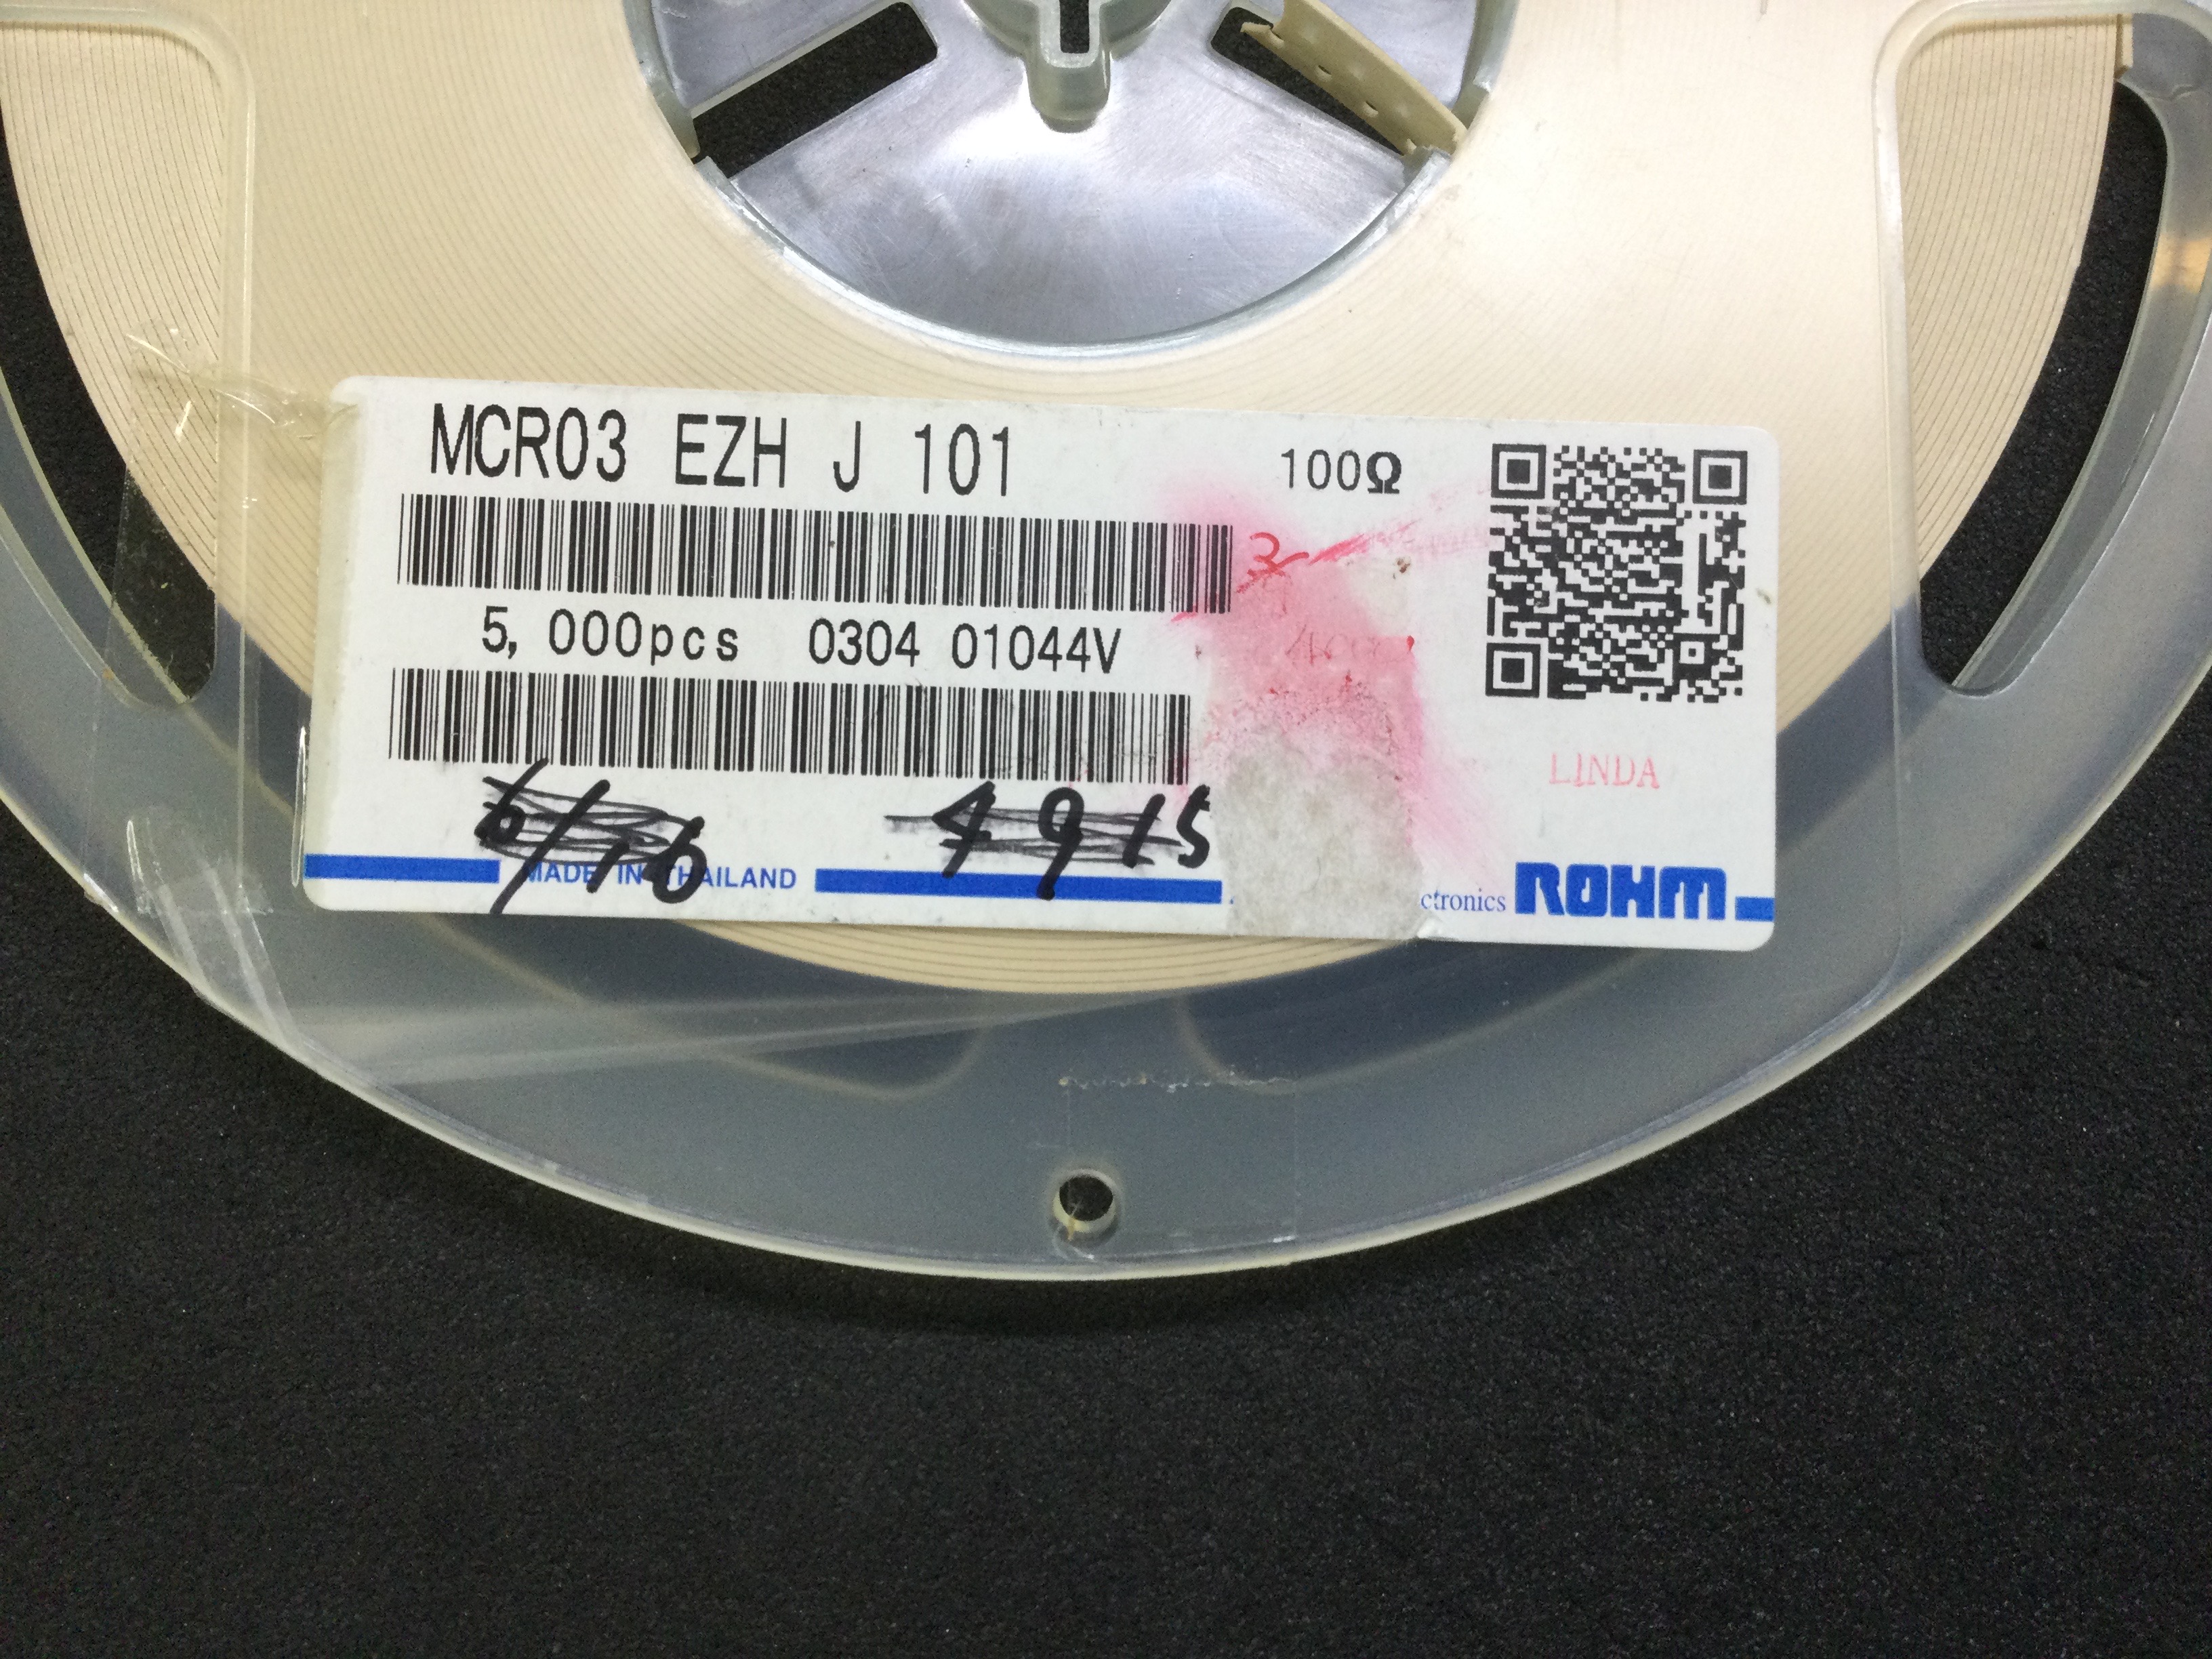 MCR03 EZH J 101
100Ω
5, 000pcs 0304 01044V
6/16
4915
LINDA
MADE IN THAILAND
ctronics ROHM